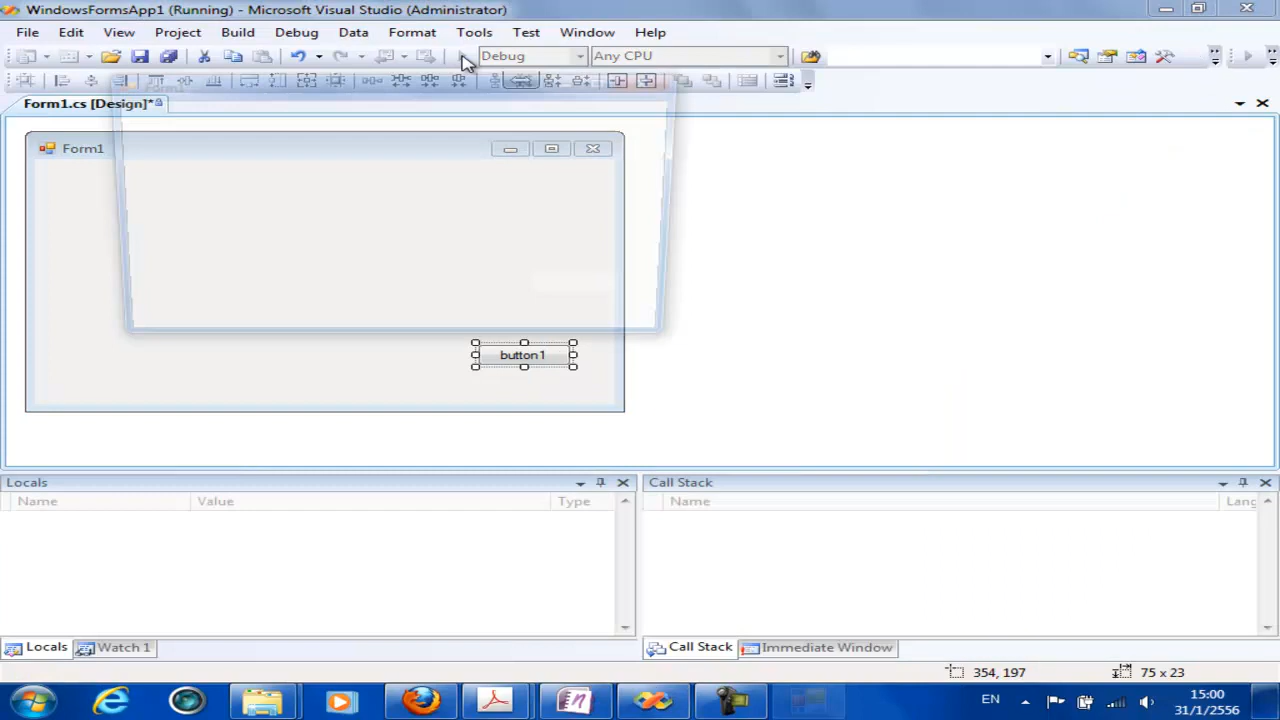 WindowsFormsApp1 (Running) - Microsoft Visual Studio (Administrator)
File Edit View Project Build Debug Data Format Tools Test Window Help
Debug Any CPU
Form1.cs [Design]*
Form1
button1
Locals Call Stack
Name Value Type Name Lang
Locals Watch 1 Call Stack Immediate Window
354, 197 75 x 23
EN 15:00
31/1/2556